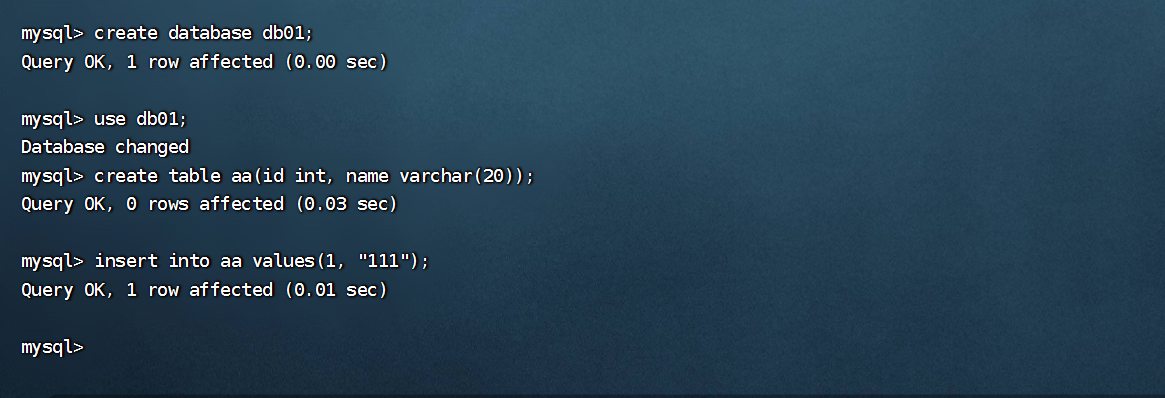 mysql> create database db01;
Query OK, 1 row affected (0.00 sec)
mysql> use db01;
Database changed
mysql> create table aa(id int, name varchar(20));
Query OK, 0 rows affected (0.03 sec)
mysql> insert into aa values(1, "111");
Query OK, 1 row affected (0.01 sec)
mysql>